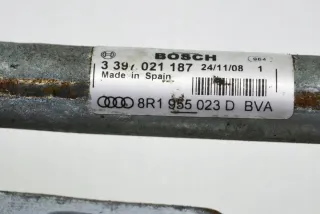 BOSCH
3 397 021 187 24/11/08 1
Made in Spain
8R1 955 023 D BVA